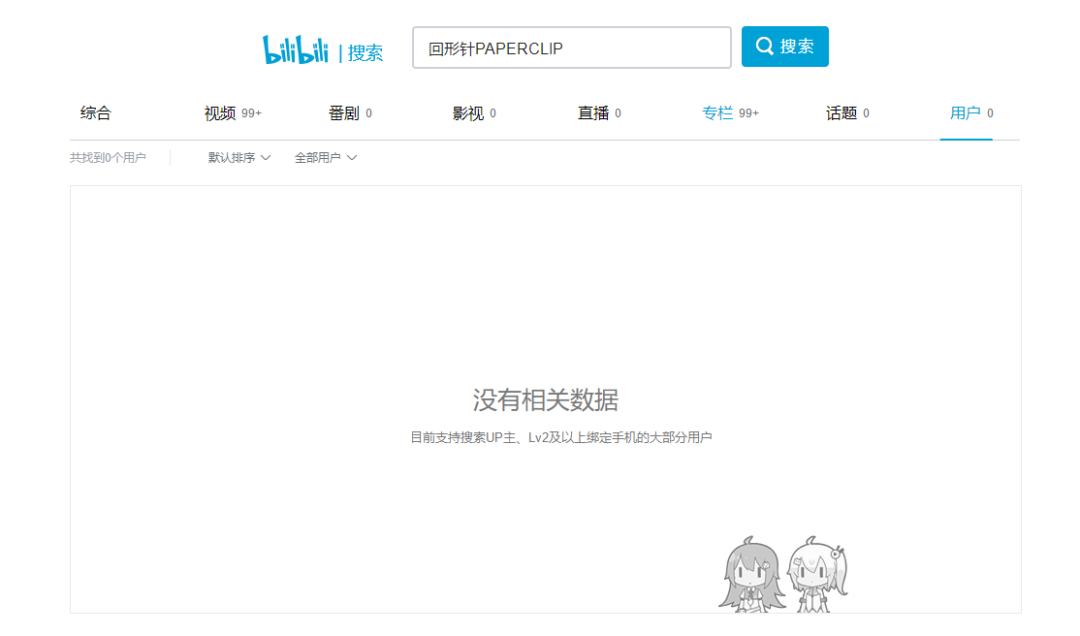 bilibili | 搜索 回形针PAPERCLIP 搜索
综合 视频 99+ 番剧 0 影视 0 直播 0 专栏 99+ 话题 0 用户 0
共找到0个用户 默认排序 全部用户
没有相关数据
目前支持搜索UP主、Lv2及以上绑定手机的大部分用户